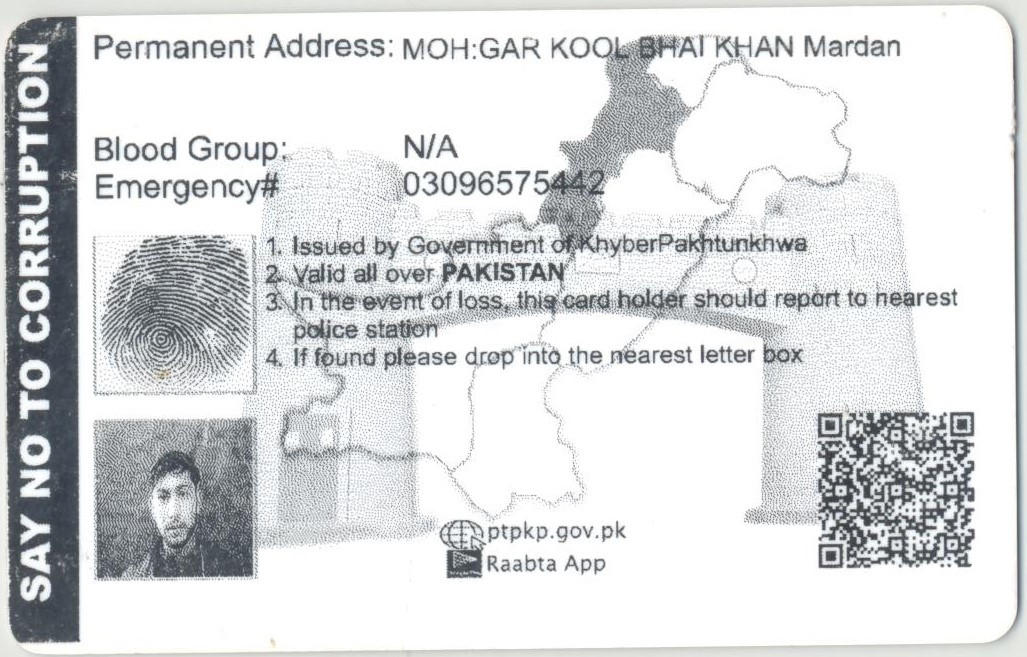 SAY NO TO CORRUPTION
Permanent Address: MOH:GAR KOOL BHAI KHAN Mardan
Blood Group: N/A
Emergency# 03096575442
1. Issued by Government of KhyberPakhtunkhwa
2. Valid all over PAKISTAN
3. In the event of loss, this card holder should report to nearest
police station
4. If found please drop into the nearest letter box
ptpkp.gov.pk
Raabta App